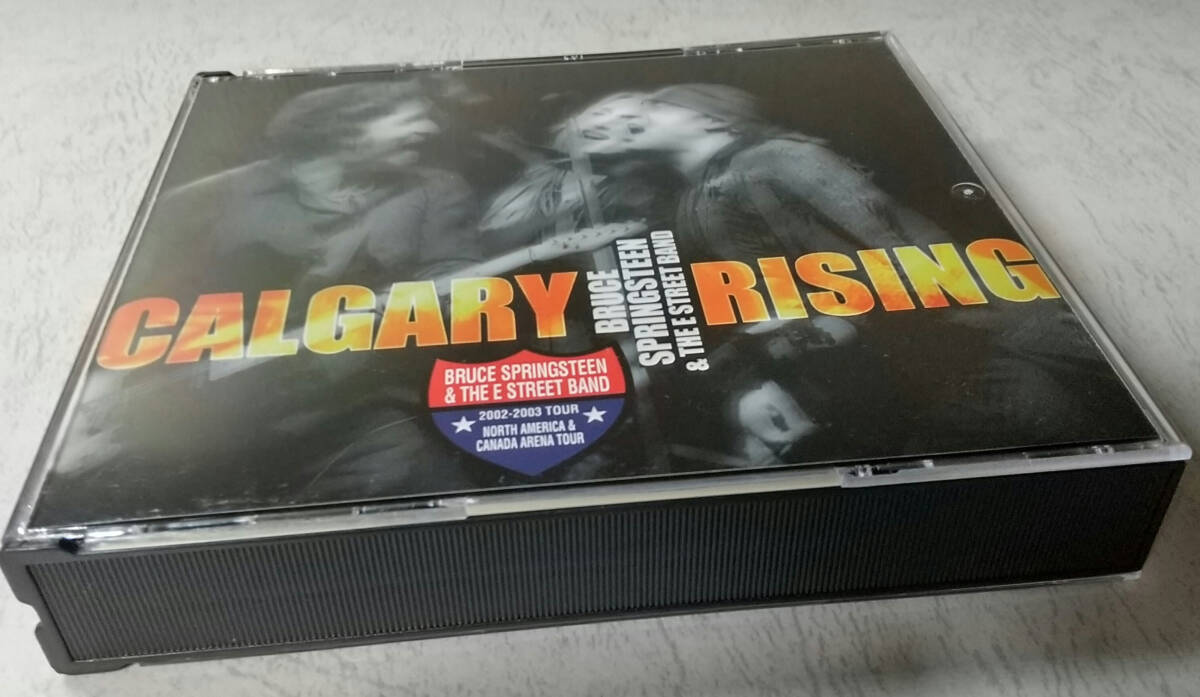 CALGARY
BRUCE
SPRINGSTEEN
& THE E STREET BAND
RISING
BRUCE SPRINGSTEEN
& THE E STREET BAND
2002-2003 TOUR
NORTH AMERICA &
CANADA ARENA TOUR